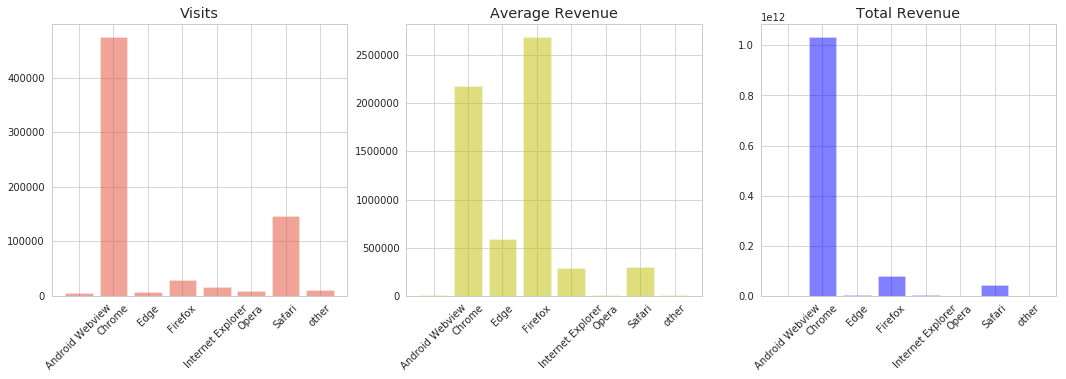 Visits
400000
300000
200000
100000
0
Android Webview
Chrome
Edge
Firefox
Internet Explorer
Opera
Safari
other
Average Revenue
2500000
2000000
1500000
1000000
500000
0
Android Webview
Chrome
Edge
Firefox
Internet Explorer
Opera
Safari
other
Total Revenue
1e12
1.0
0.8
0.6
0.4
0.2
0.0
Android Webview
Chrome
Edge
Firefox
Internet Explorer
Opera
Safari
other